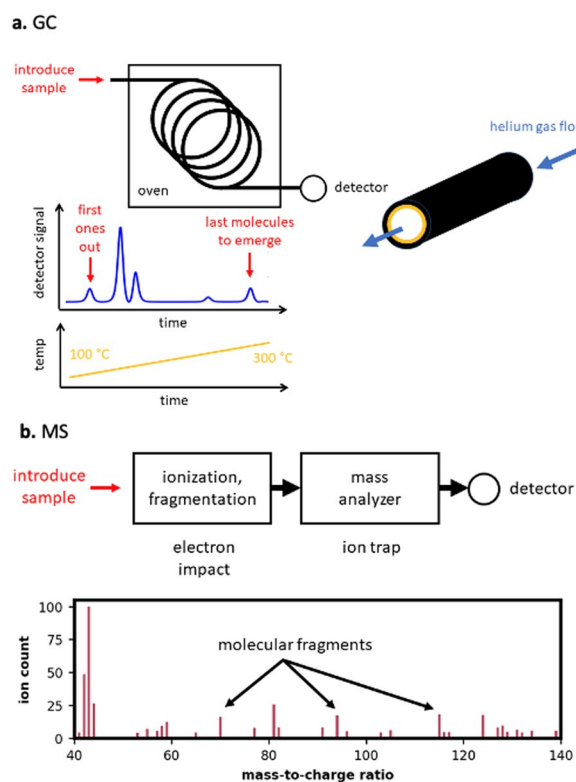 a. GC
introduce
sample
helium gas flo
oven
detector
first
ones
out
last molecules
to emerge
detector signal
time
temp
100 °C
300 °C
time
b. MS
introduce
sample
ionization,
fragmentation
mass
analyzer
detector
electron
impact
ion trap
100
75
50
25
0
ion count
molecular fragments
40
60
80
100
120
140
mass-to-charge ratio